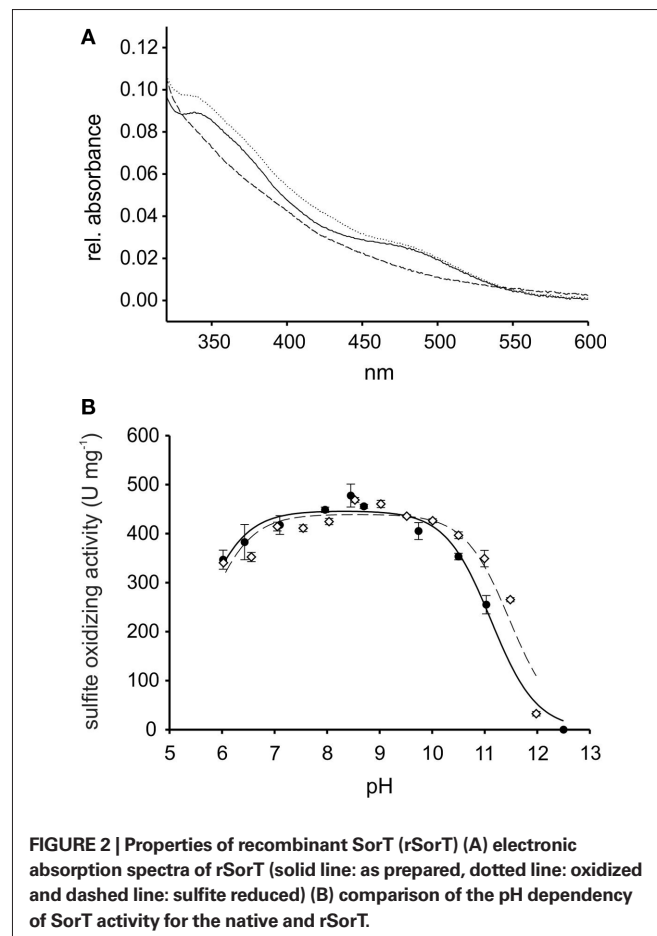 A
0.12
0.10
0.08
0.06
0.04
0.02
0.00
rel. absorbance
350 400 450 500 550 600
nm
B
600
500
400
300
200
100
0
sulfite oxidizing activity (U mg⁻¹)
5 6 7 8 9 10 11 12 13
pH
FIGURE 2 | Properties of recombinant SorT (rSorT) (A) electronic
absorption spectra of rSorT (solid line: as prepared, dotted line: oxidized
and dashed line: sulfite reduced) (B) comparison of the pH dependency
of SorT activity for the native and rSorT.